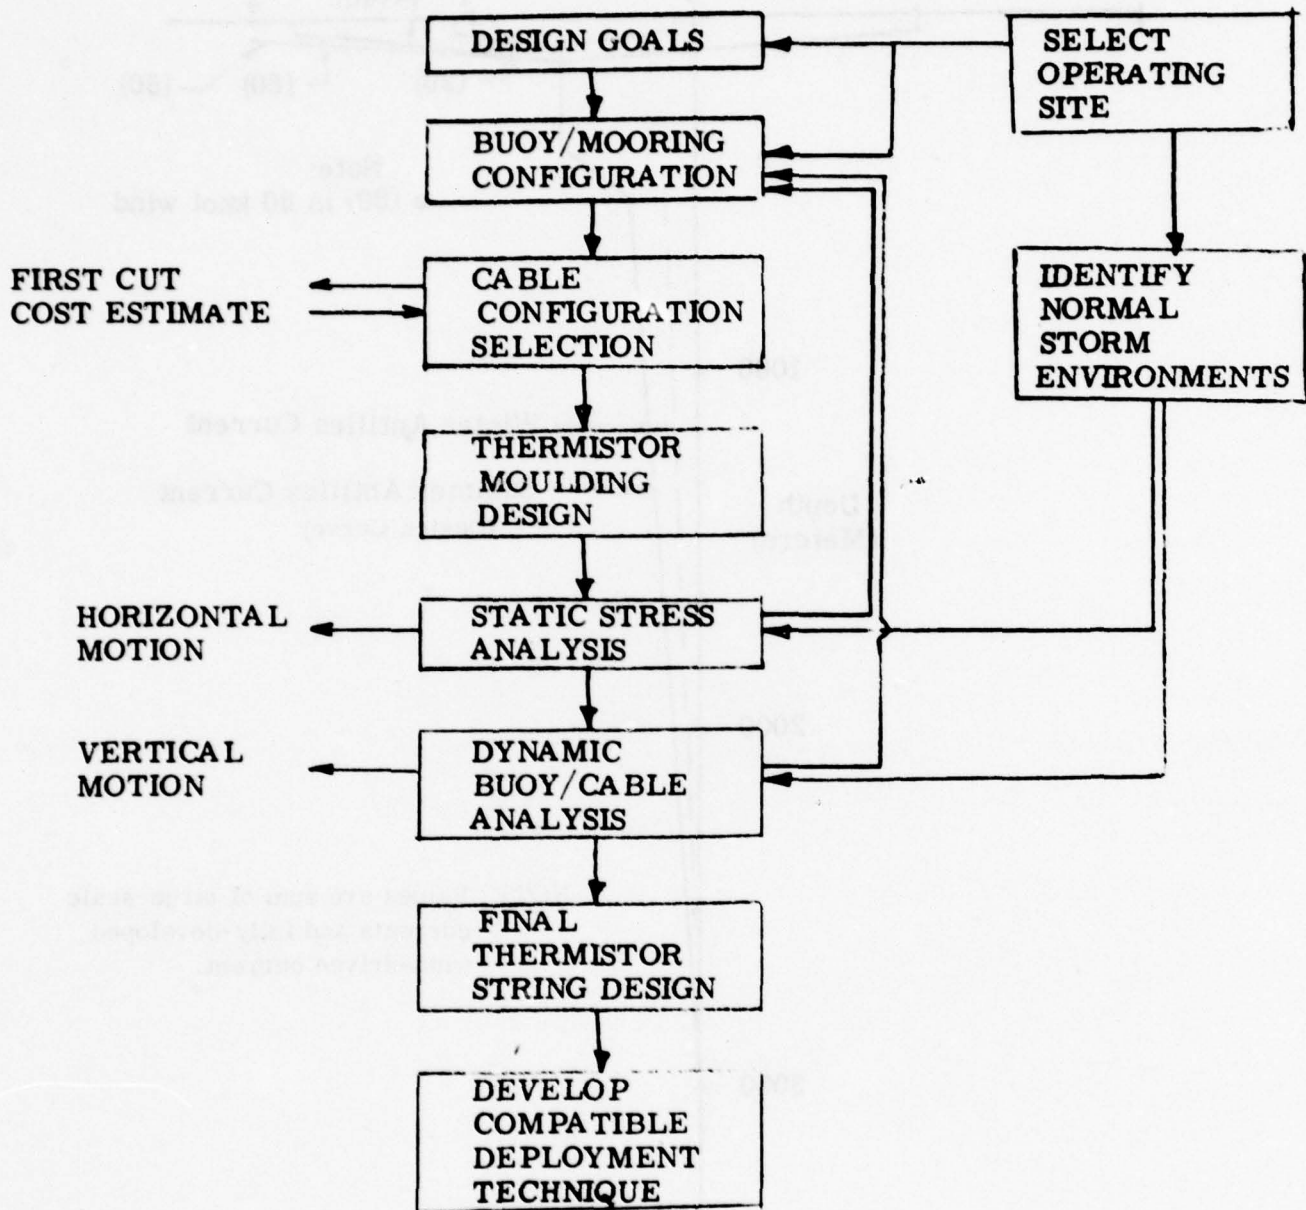 DESIGN GOALS
SELECT
OPERATING
SITE
BUOY/MOORING
CONFIGURATION
FIRST CUT
COST ESTIMATE
CABLE
CONFIGURATION
SELECTION
IDENTIFY
NORMAL
STORM
ENVIRONMENTS
THERMISTOR
MOULDING
DESIGN
HORIZONTAL
MOTION
STATIC STRESS
ANALYSIS
VERTICAL
MOTION
DYNAMIC
BUOY/CABLE
ANALYSIS
FINAL
THERMISTOR
STRING DESIGN
DEVELOP
COMPATIBLE
DEPLOYMENT
TECHNIQUE